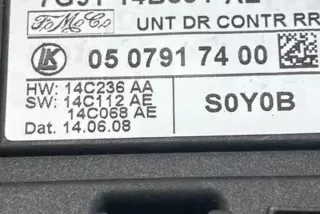 FoMoCo
UNT DR CONTR RR
LK
05 0791 74 00
HW: 14C236 AA
SW: 14C112 AE
14C068 AE
S0Y0B
Dat. 14.06.08